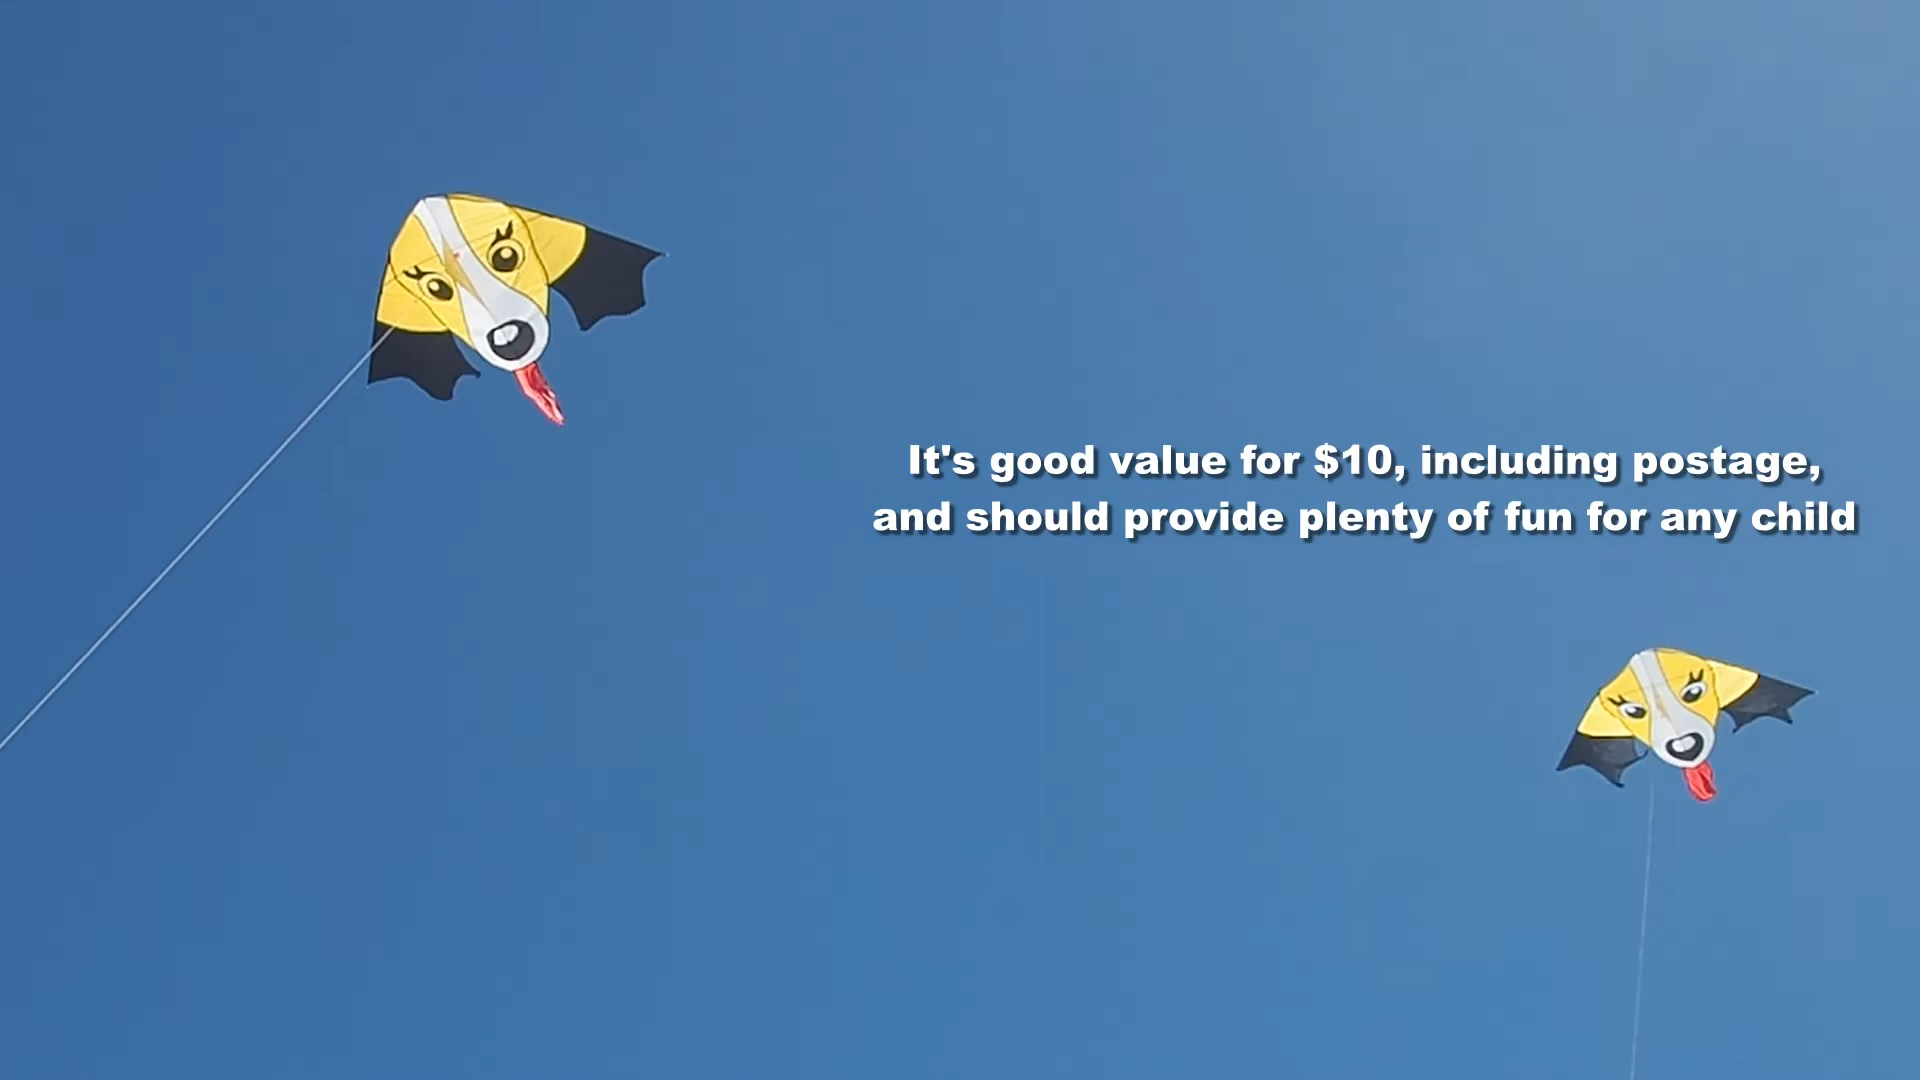 It's good value for $10, including postage,
and should provide plenty of fun for any child